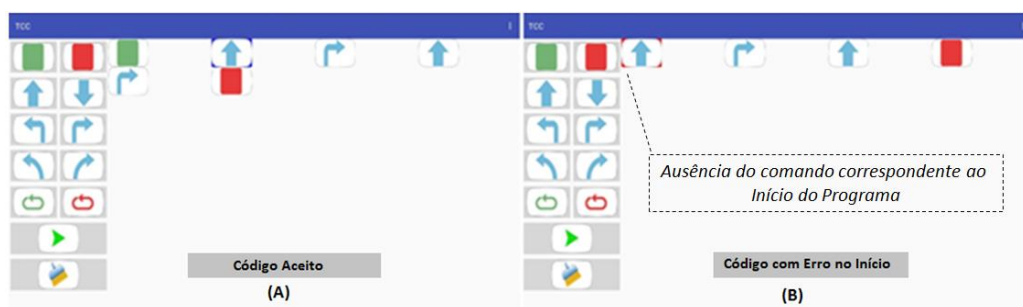 TCC
TCC
Ausência do comando correspondente ao
Início do Programa
Código Aceito
Código com Erro no Início
(A)
(B)